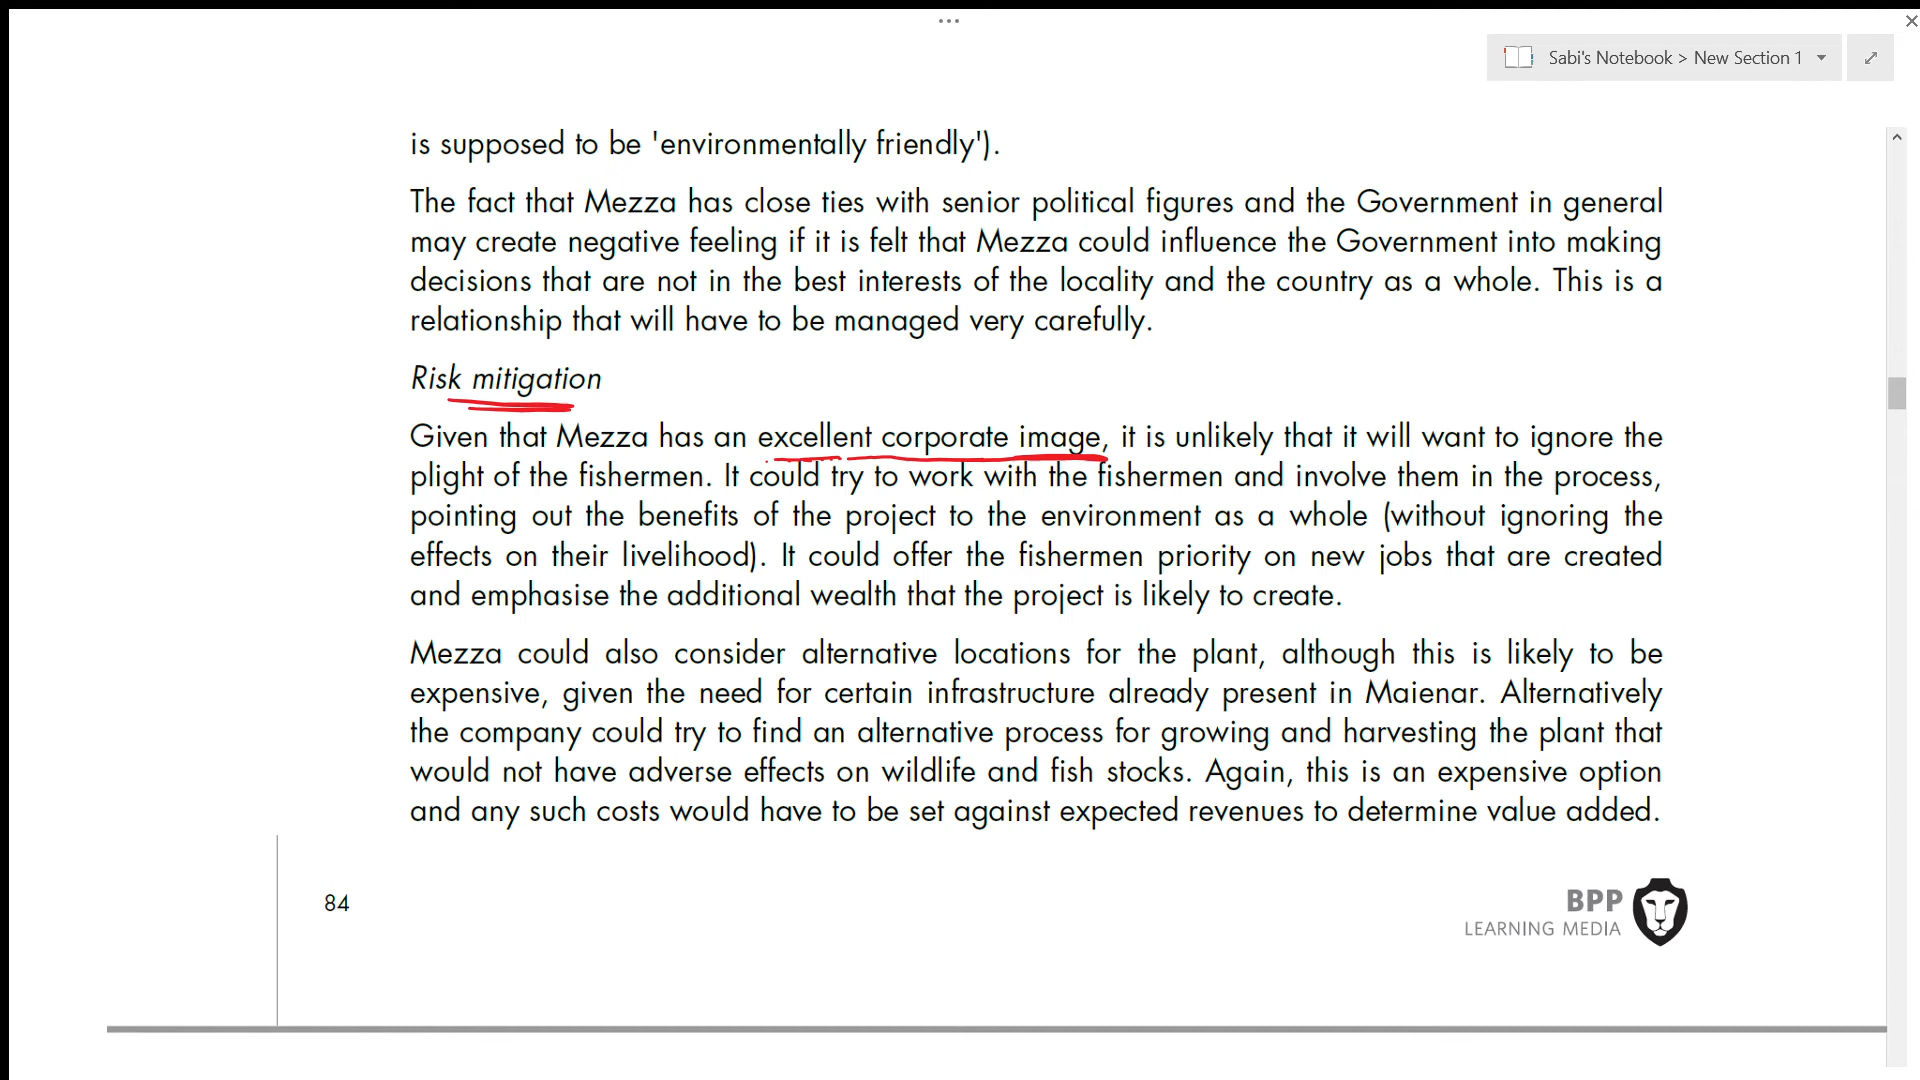 Sabi's Notebook > New Section 1
is supposed to be 'environmentally friendly').
The fact that Mezza has close ties with senior political figures and the Government in general
may create negative feeling if it is felt that Mezza could influence the Government into making
decisions that are not in the best interests of the locality and the country as a whole. This is a
relationship that will have to be managed very carefully.
Risk mitigation
Given that Mezza has an excellent corporate image, it is unlikely that it will want to ignore the
plight of the fishermen. It could try to work with the fishermen and involve them in the process,
pointing out the benefits of the project to the environment as a whole (without ignoring the
effects on their livelihood). It could offer the fishermen priority on new jobs that are created
and emphasise the additional wealth that the project is likely to create.
Mezza could also consider alternative locations for the plant, although this is likely to be
expensive, given the need for certain infrastructure already present in Maienar. Alternatively
the company could try to find an alternative process for growing and harvesting the plant that
would not have adverse effects on wildlife and fish stocks. Again, this is an expensive option
and any such costs would have to be set against expected revenues to determine value added.
84
BPP
LEARNING MEDIA